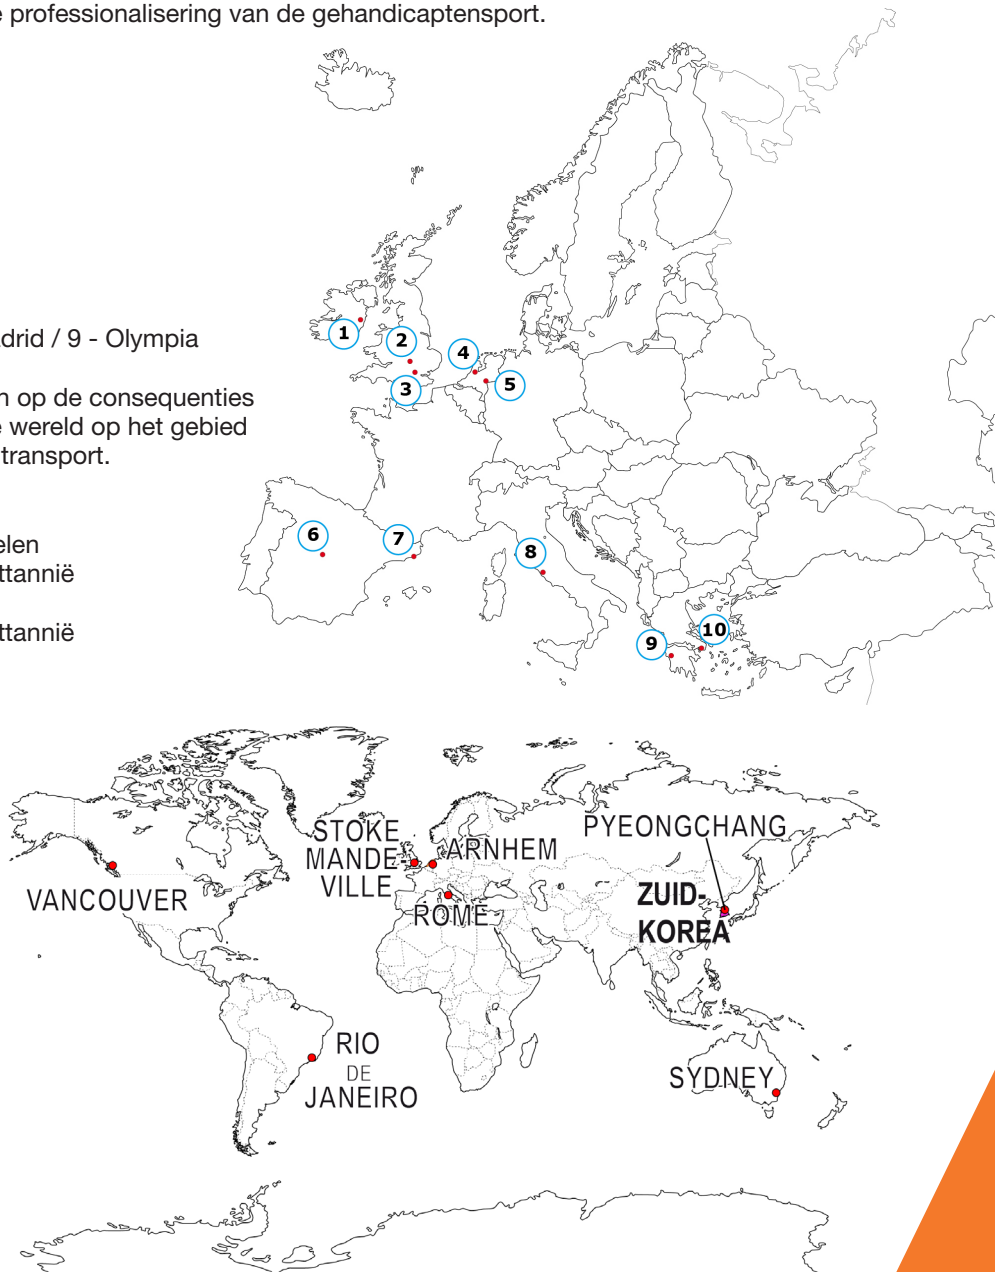 e professionalisering van de gehandicaptensport.
drid / 9 - Olympia
n op de consequenties
e wereld op het gebied
transport.
elen
ttannië
ttannië
1
2
3
4
5
6
7
8
9
10
VANCOUVER
STOKE
MANDE-
VILLE
ARNHEM
ROME
PYEONGCHANG
ZUID-
KOREA
RIO
DE
JANEIRO
SYDNEY